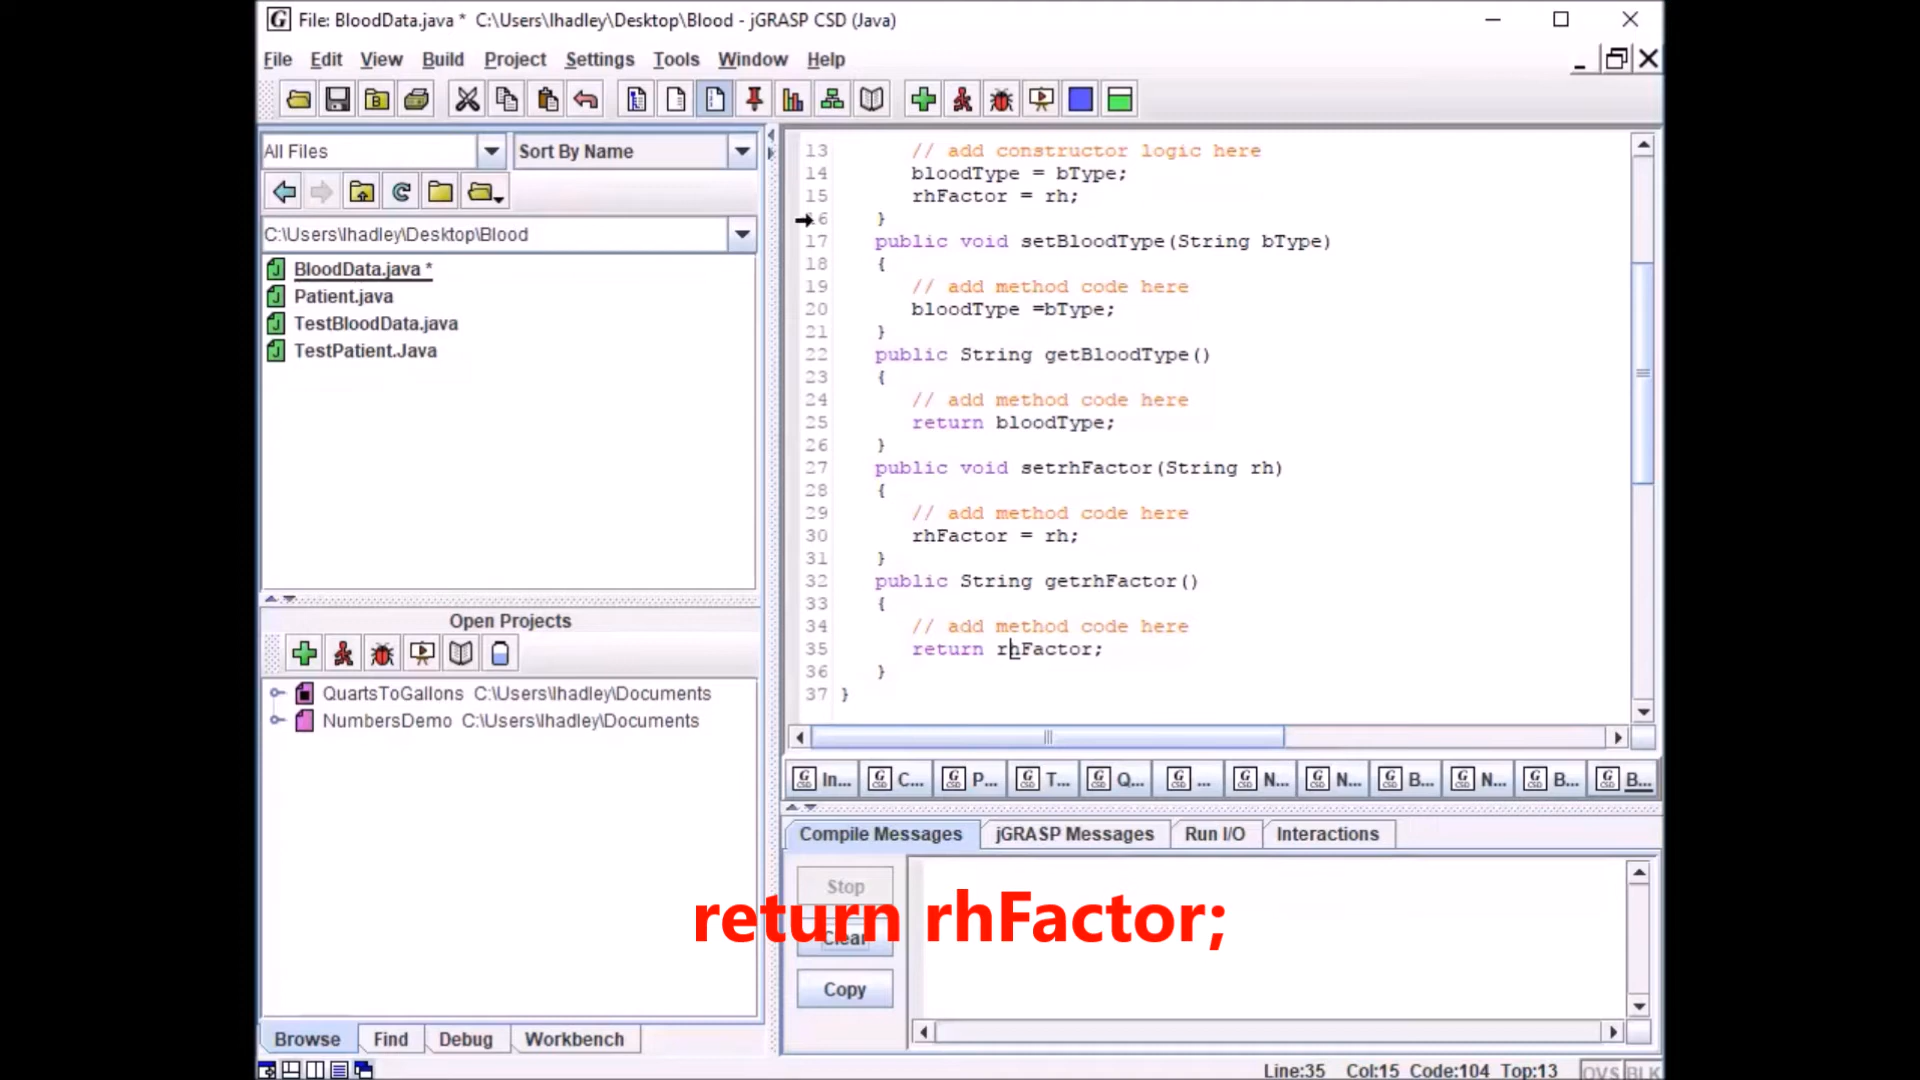 File: BloodData.java * C:\Users\lhadley\Desktop\Blood - jGRASP CSD (Java)
File Edit View Build Project Settings Tools Window Help
All Files
Sort By Name
C:\Users\lhadley\Desktop\Blood
BloodData.java *
Patient.java
TestBloodData.java
TestPatient.Java
Open Projects
QuartsToGallons C:\Users\lhadley\Documents
NumbersDemo C:\Users\lhadley\Documents
Browse Find Debug Workbench
13 // add constructor logic here
14 bloodType = bType;
15 rhFactor = rh;
16 }
17 public void setBloodType(String bType)
18 {
19 // add method code here
20 bloodType =bType;
21 }
22 public String getBloodType()
23 {
24 // add method code here
25 return bloodType;
26 }
27 public void setrhFactor(String rh)
28 {
29 // add method code here
30 rhFactor = rh;
31 }
32 public String getrhFactor()
33 {
34 // add method code here
35 return rhFactor;
36 }
37 }
In... C... P... T... Q... ... N... N... B... N... B... B...
Compile Messages jGRASP Messages Run I/O Interactions
Stop
Clear
Copy
return rhFactor;
Line:35 Col:15 Code:104 Top:13 OVS BLK